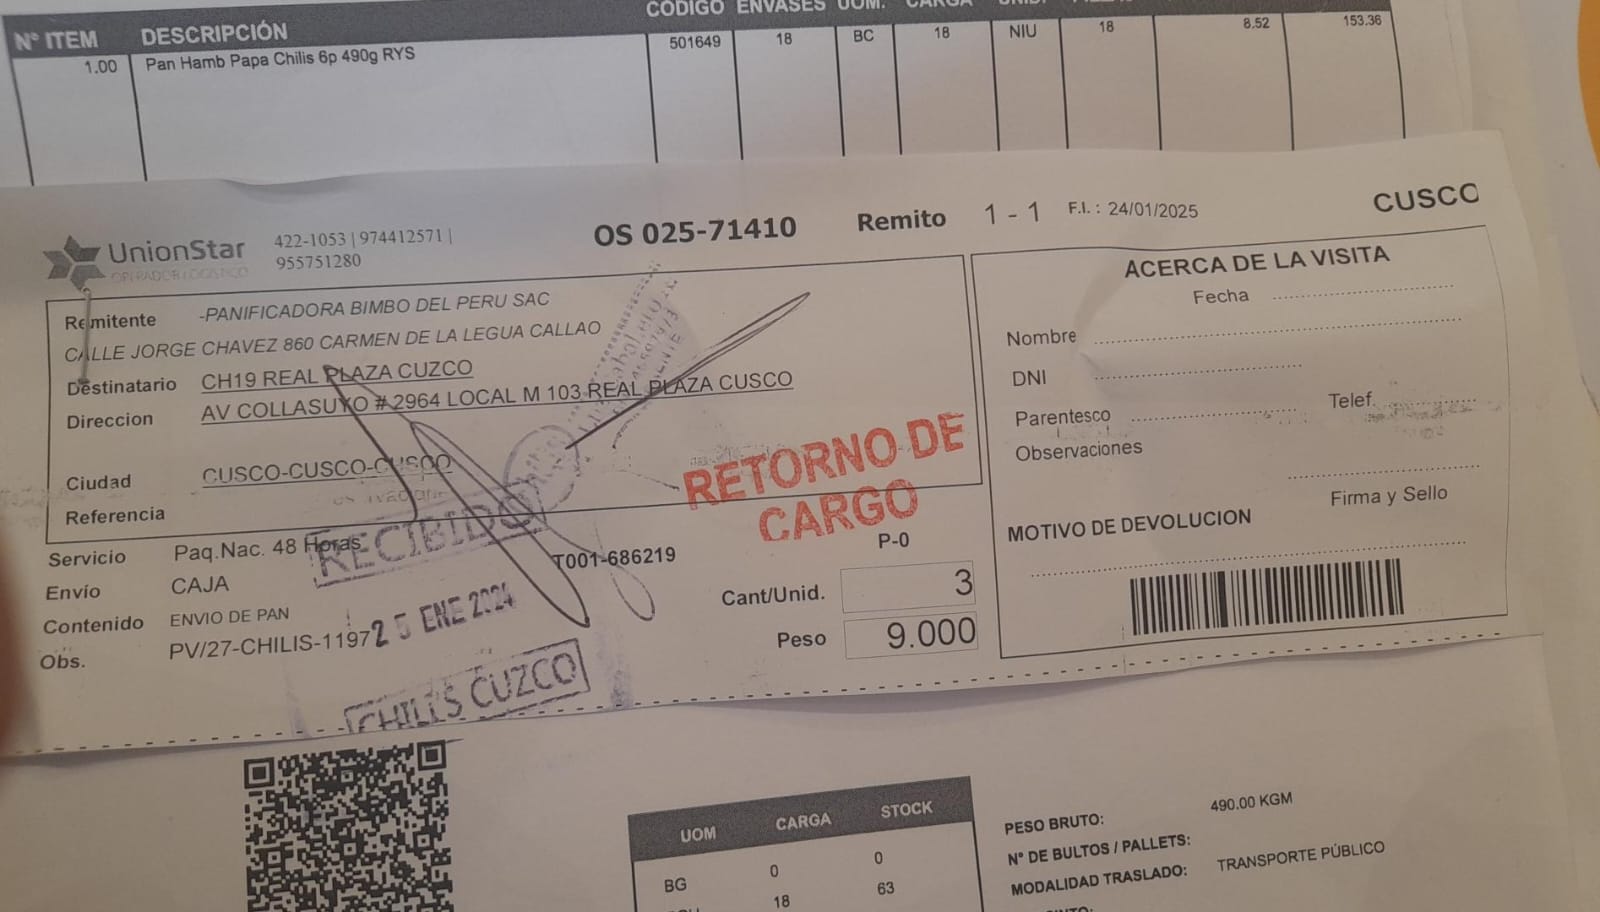 Nº ITEM DESCRIPCIÓN CODIGO ENVASES UOM. CARGA
1.00 Pan Hamb Papa Chilis 6p 490g RYS 501649 18 BC 18 NIU 18 8.52 153.36
UnionStar 422-1053 | 974412571 | OS 025-71410 Remito 1 - 1 F.I. : 24/01/2025 CUSCO
OPERADOR LOGISTICO 955751280
Remitente -PANIFICADORA BIMBO DEL PERU SAC
CALLE JORGE CHAVEZ 860 CARMEN DE LA LEGUA CALLAO
Destinatario CH19 REAL PLAZA CUZCO
Direccion AV COLLASUYO # 2964 LOCAL M 103 REAL PLAZA CUSCO
Ciudad CUSCO-CUSCO-CUSCO
Referencia
RETORNO DE
CARGO
Servicio Paq.Nac. 48 Horas
RECIBIDO
T001-686219
P-0
Envío CAJA
Cant/Unid. 3
Contenido ENVIO DE PAN
25 ENE 2024
Peso 9.000
Obs. PV/27-CHILIS-1197
CHILI'S CUZCO
ACERCA DE LA VISITA
Fecha
Nombre
DNI
Parentesco Telef.
Observaciones
Firma y Sello
MOTIVO DE DEVOLUCION
UOM CARGA STOCK
BG 0 0
18 63
PESO BRUTO: 490.00 KGM
N° DE BULTOS / PALLETS:
MODALIDAD TRASLADO: TRANSPORTE PÚBLICO